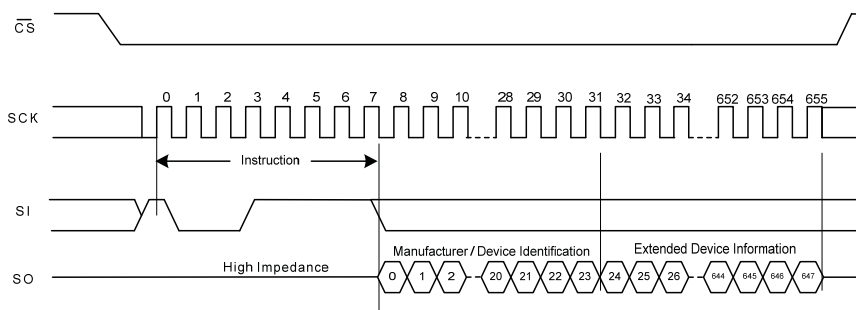 CS
0 1 2 3 4 5 6 7 8 9 10 28 29 30 31 32 33 34 652 653 654 655
SCK
Instruction
SI
Manufacturer / Device Identification Extended Device Information
High Impedance
SO 0 1 2 20 21 22 23 24 25 26 644 645 646 647